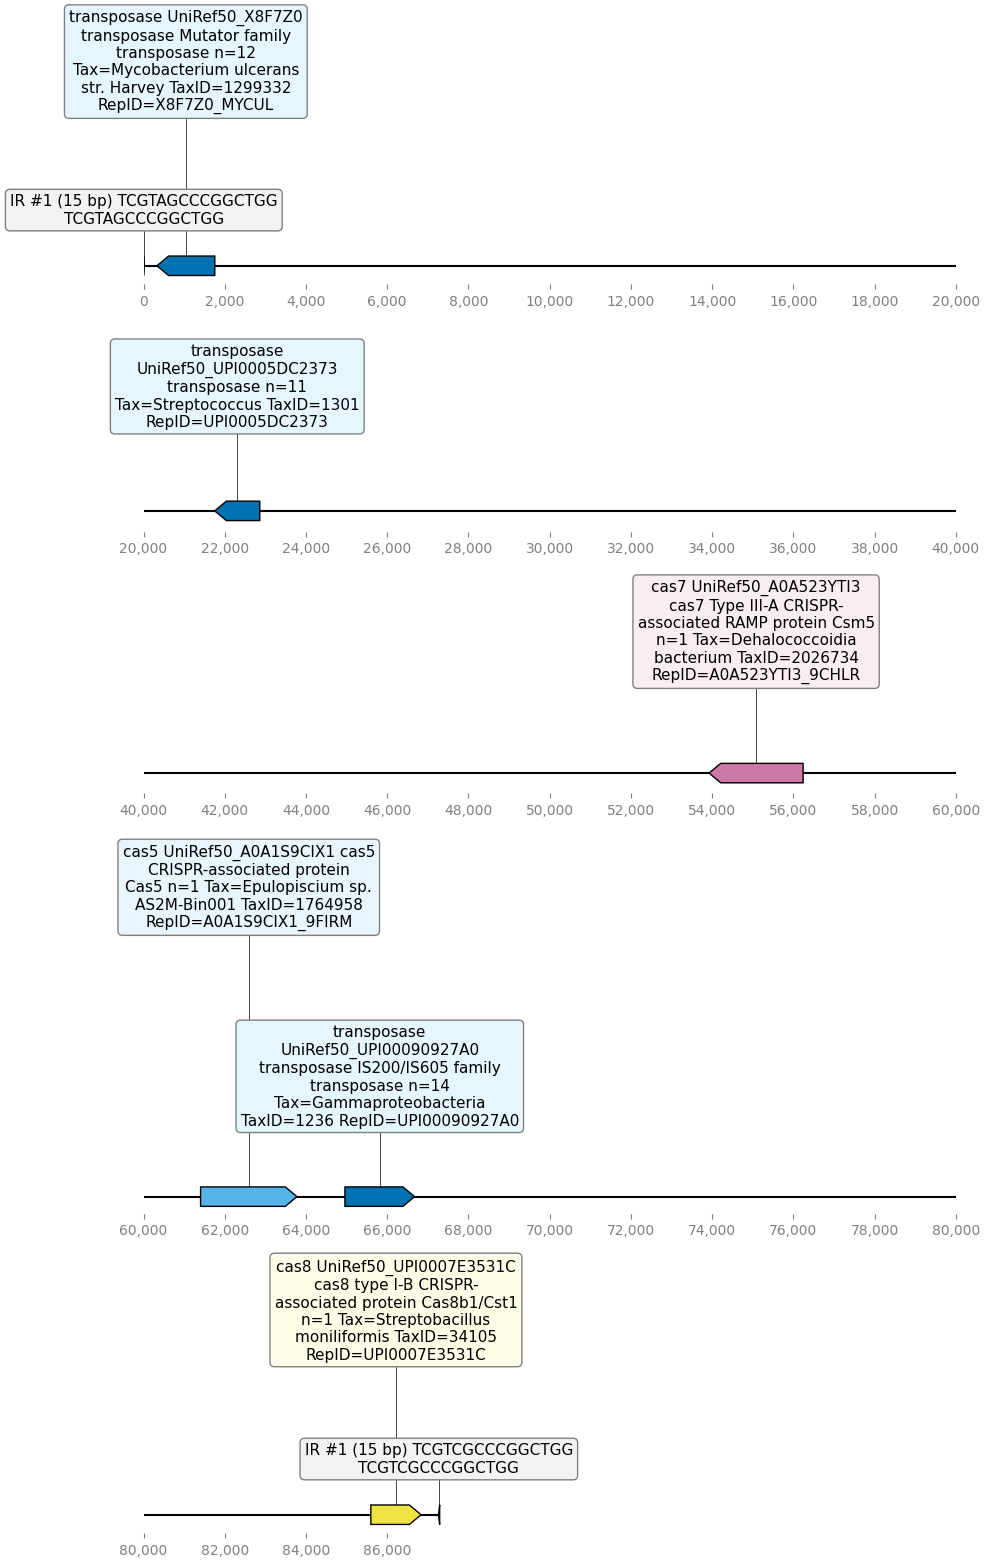 transposase UniRef50_X8F7Z0
transposase Mutator family
transposase n=12
Tax=Mycobacterium ulcerans
str. Harvey TaxID=1299332
RepID=X8F7Z0_MYCUL
IR #1 (15 bp) TCGTAGCCCGGCTGG
TCGTAGCCCGGCTGG
0 2,000 4,000 6,000 8,000 10,000 12,000 14,000 16,000 18,000 20,000
transposase
UniRef50_UPI0005DC2373
transposase n=11
Tax=Streptococcus TaxID=1301
RepID=UPI0005DC2373
20,000 22,000 24,000 26,000 28,000 30,000 32,000 34,000 36,000 38,000 40,000
cas7 UniRef50_A0A523YTI3
cas7 Type III-A CRISPR-
associated RAMP protein Csm5
n=1 Tax=Dehalococcoidia
bacterium TaxID=2026734
RepID=A0A523YTI3_9CHLR
40,000 42,000 44,000 46,000 48,000 50,000 52,000 54,000 56,000 58,000 60,000
cas5 UniRef50_A0A1S9CIX1 cas5
CRISPR-associated protein
Cas5 n=1 Tax=Epulopiscium sp.
AS2M-Bin001 TaxID=1764958
RepID=A0A1S9CIX1_9FIRM
transposase
UniRef50_UPI00090927A0
transposase IS200/IS605 family
transposase n=14
Tax=Gammaproteobacteria
TaxID=1236 RepID=UPI00090927A0
60,000 62,000 64,000 66,000 68,000 70,000 72,000 74,000 76,000 78,000 80,000
cas8 UniRef50_UPI0007E3531C
cas8 type I-B CRISPR-
associated protein Cas8b1/Cst1
n=1 Tax=Streptobacillus
moniliformis TaxID=34105
RepID=UPI0007E3531C
IR #1 (15 bp) TCGTCGCCCGGCTGG
TCGTCGCCCGGCTGG
80,000 82,000 84,000 86,000